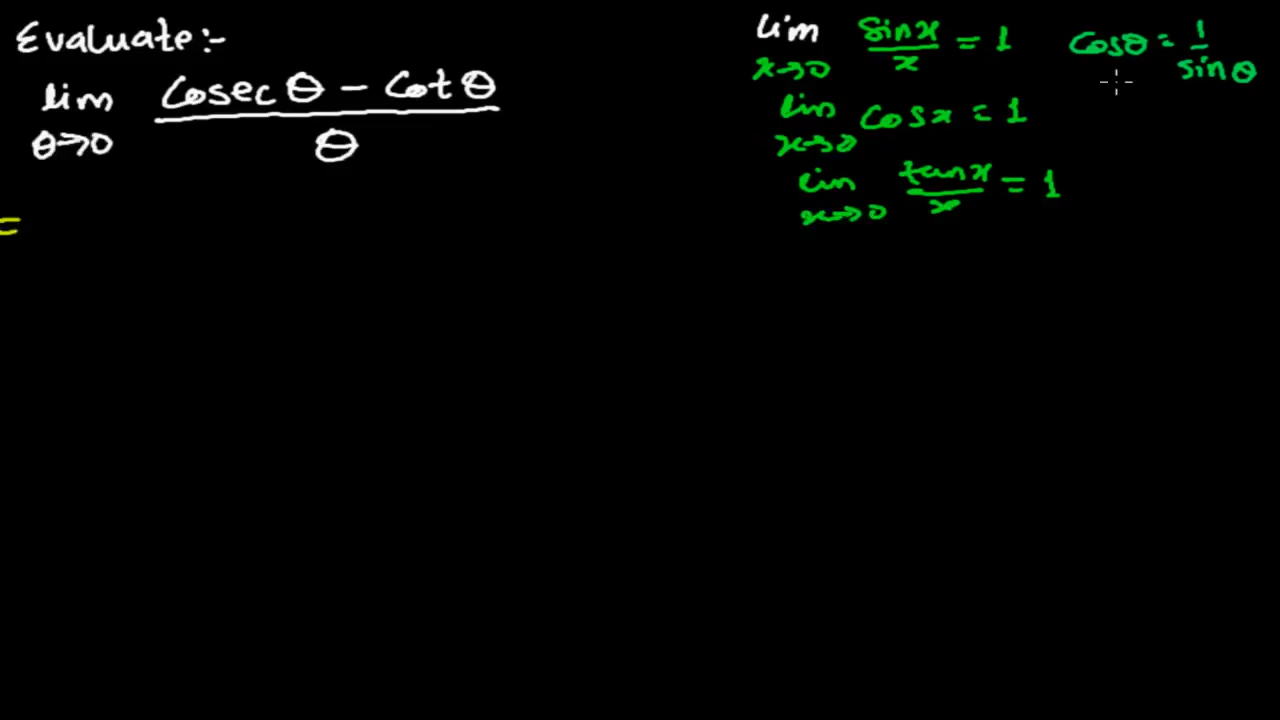 Evaluate:-
lim θ→0 (Cosec θ - Cot θ) / θ
=
lim x→0 sin x / x = 1
lim x→0 Cos x = 1
lim x→0 tan x / x = 1
Cosθ = 1 / sin θ